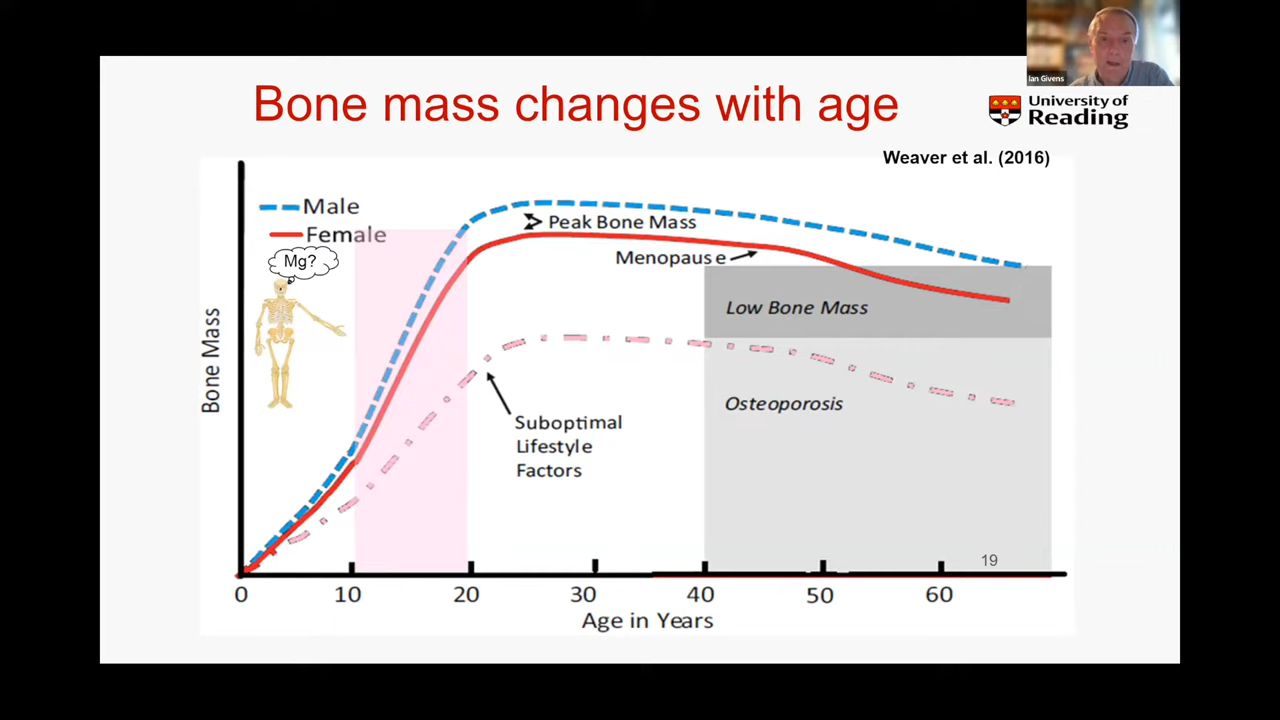 Ian Givens
Bone mass changes with age
University of
Reading
Weaver et al. (2016)
Male
Female
Mg?
Peak Bone Mass
Menopause
Low Bone Mass
Osteoporosis
Suboptimal
Lifestyle
Factors
Bone Mass
19
0 10 20 30 40 50 60
Age in Years